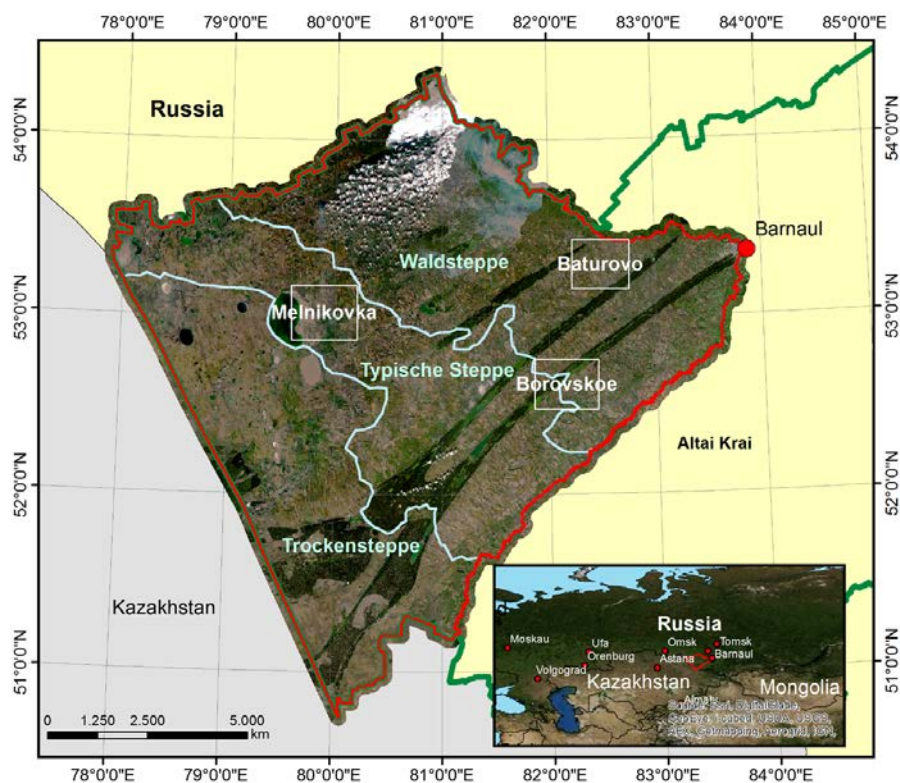 78°0'0"E 79°0'0"E 80°0'0"E 81°0'0"E 82°0'0"E 83°0'0"E 84°0'0"E 85°0'0"E
54°0'0"N
53°0'0"N
52°0'0"N
51°0'0"N
54°0'0"N
53°0'0"N
52°0'0"N
51°0'0"N
Russia
Barnaul
Waldsteppe
Baturovo
Melnikovka
Typische Steppe
Borovskoe
Altai Krai
Trockensteppe
Kazakhstan
0 1.250 2.500 5.000
km
Russia
Moskau
Ufa
Omsk
Tomsk
Orenburg
Astana
Barnaul
Volgograd
Kazakhstan
Mongolia
Almaty
78°0'0"E 79°0'0"E 80°0'0"E 81°0'0"E 82°0'0"E 83°0'0"E 84°0'0"E